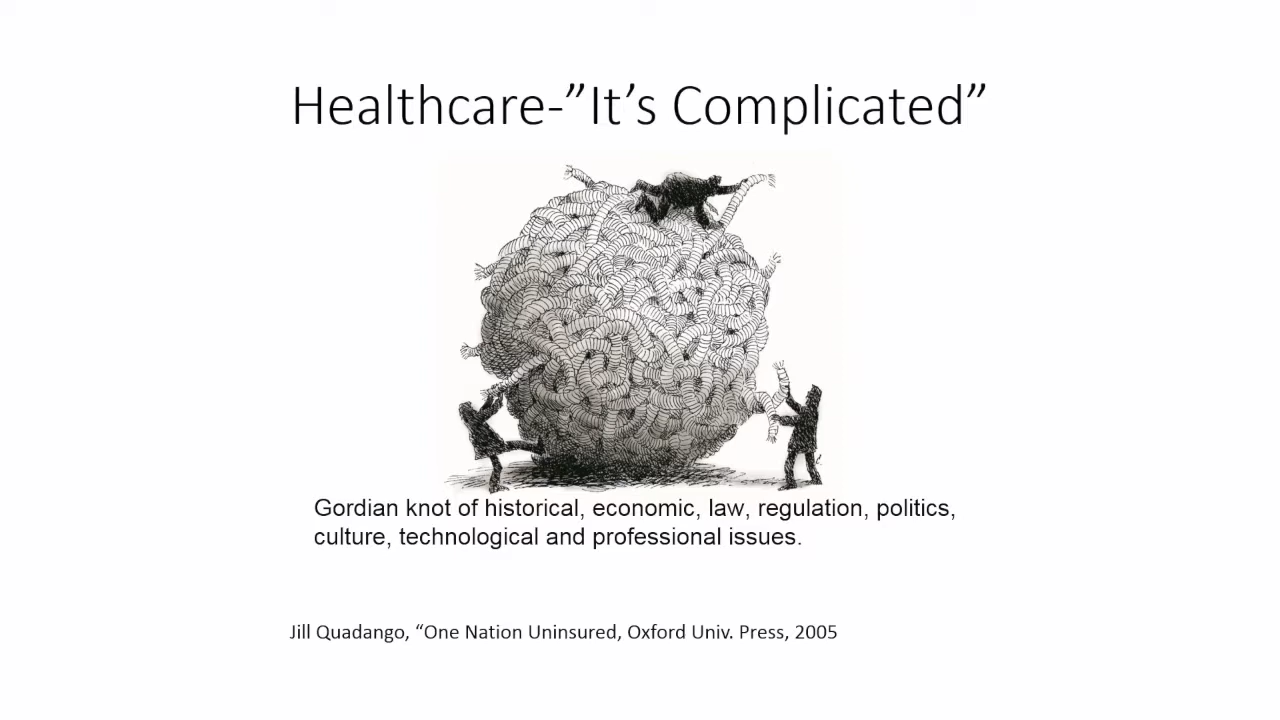 Healthcare-”It’s Complicated”
Gordian knot of historical, economic, law, regulation, politics,
culture, technological and professional issues.
Jill Quadango, “One Nation Uninsured, Oxford Univ. Press, 2005